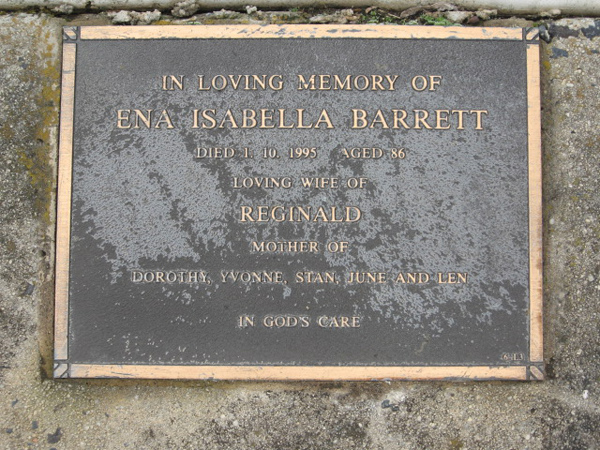 IN LOVING MEMORY OF
ENA ISABELLA BARRETT
DIED 1. 10. 1995 AGED 86
LOVING WIFE OF
REGINALD
MOTHER OF
DOROTHY, YVONNE, STAN, JUNE AND LEN
IN GOD'S CARE